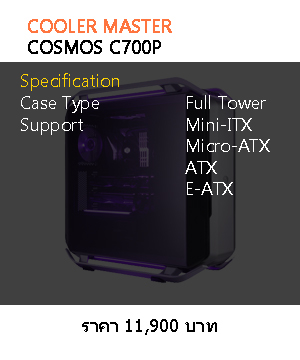 COOLER MASTER
COSMOS C700P
Specification
Case Type Full Tower
Support Mini-ITX
Micro-ATX
ATX
E-ATX
ราคา 11,900 บาท